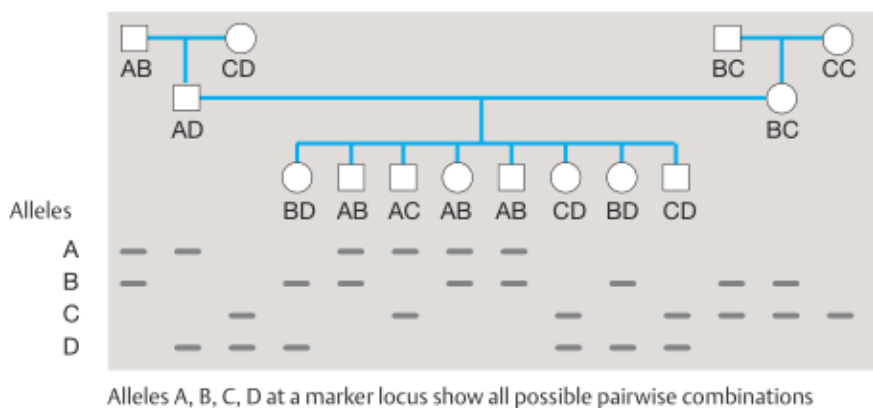 AB CD BC CC
AD BC
BD AB AC AB AB CD BD CD
Alleles
A
B
C
D
Alleles A, B, C, D at a marker locus show all possible pairwise combinations